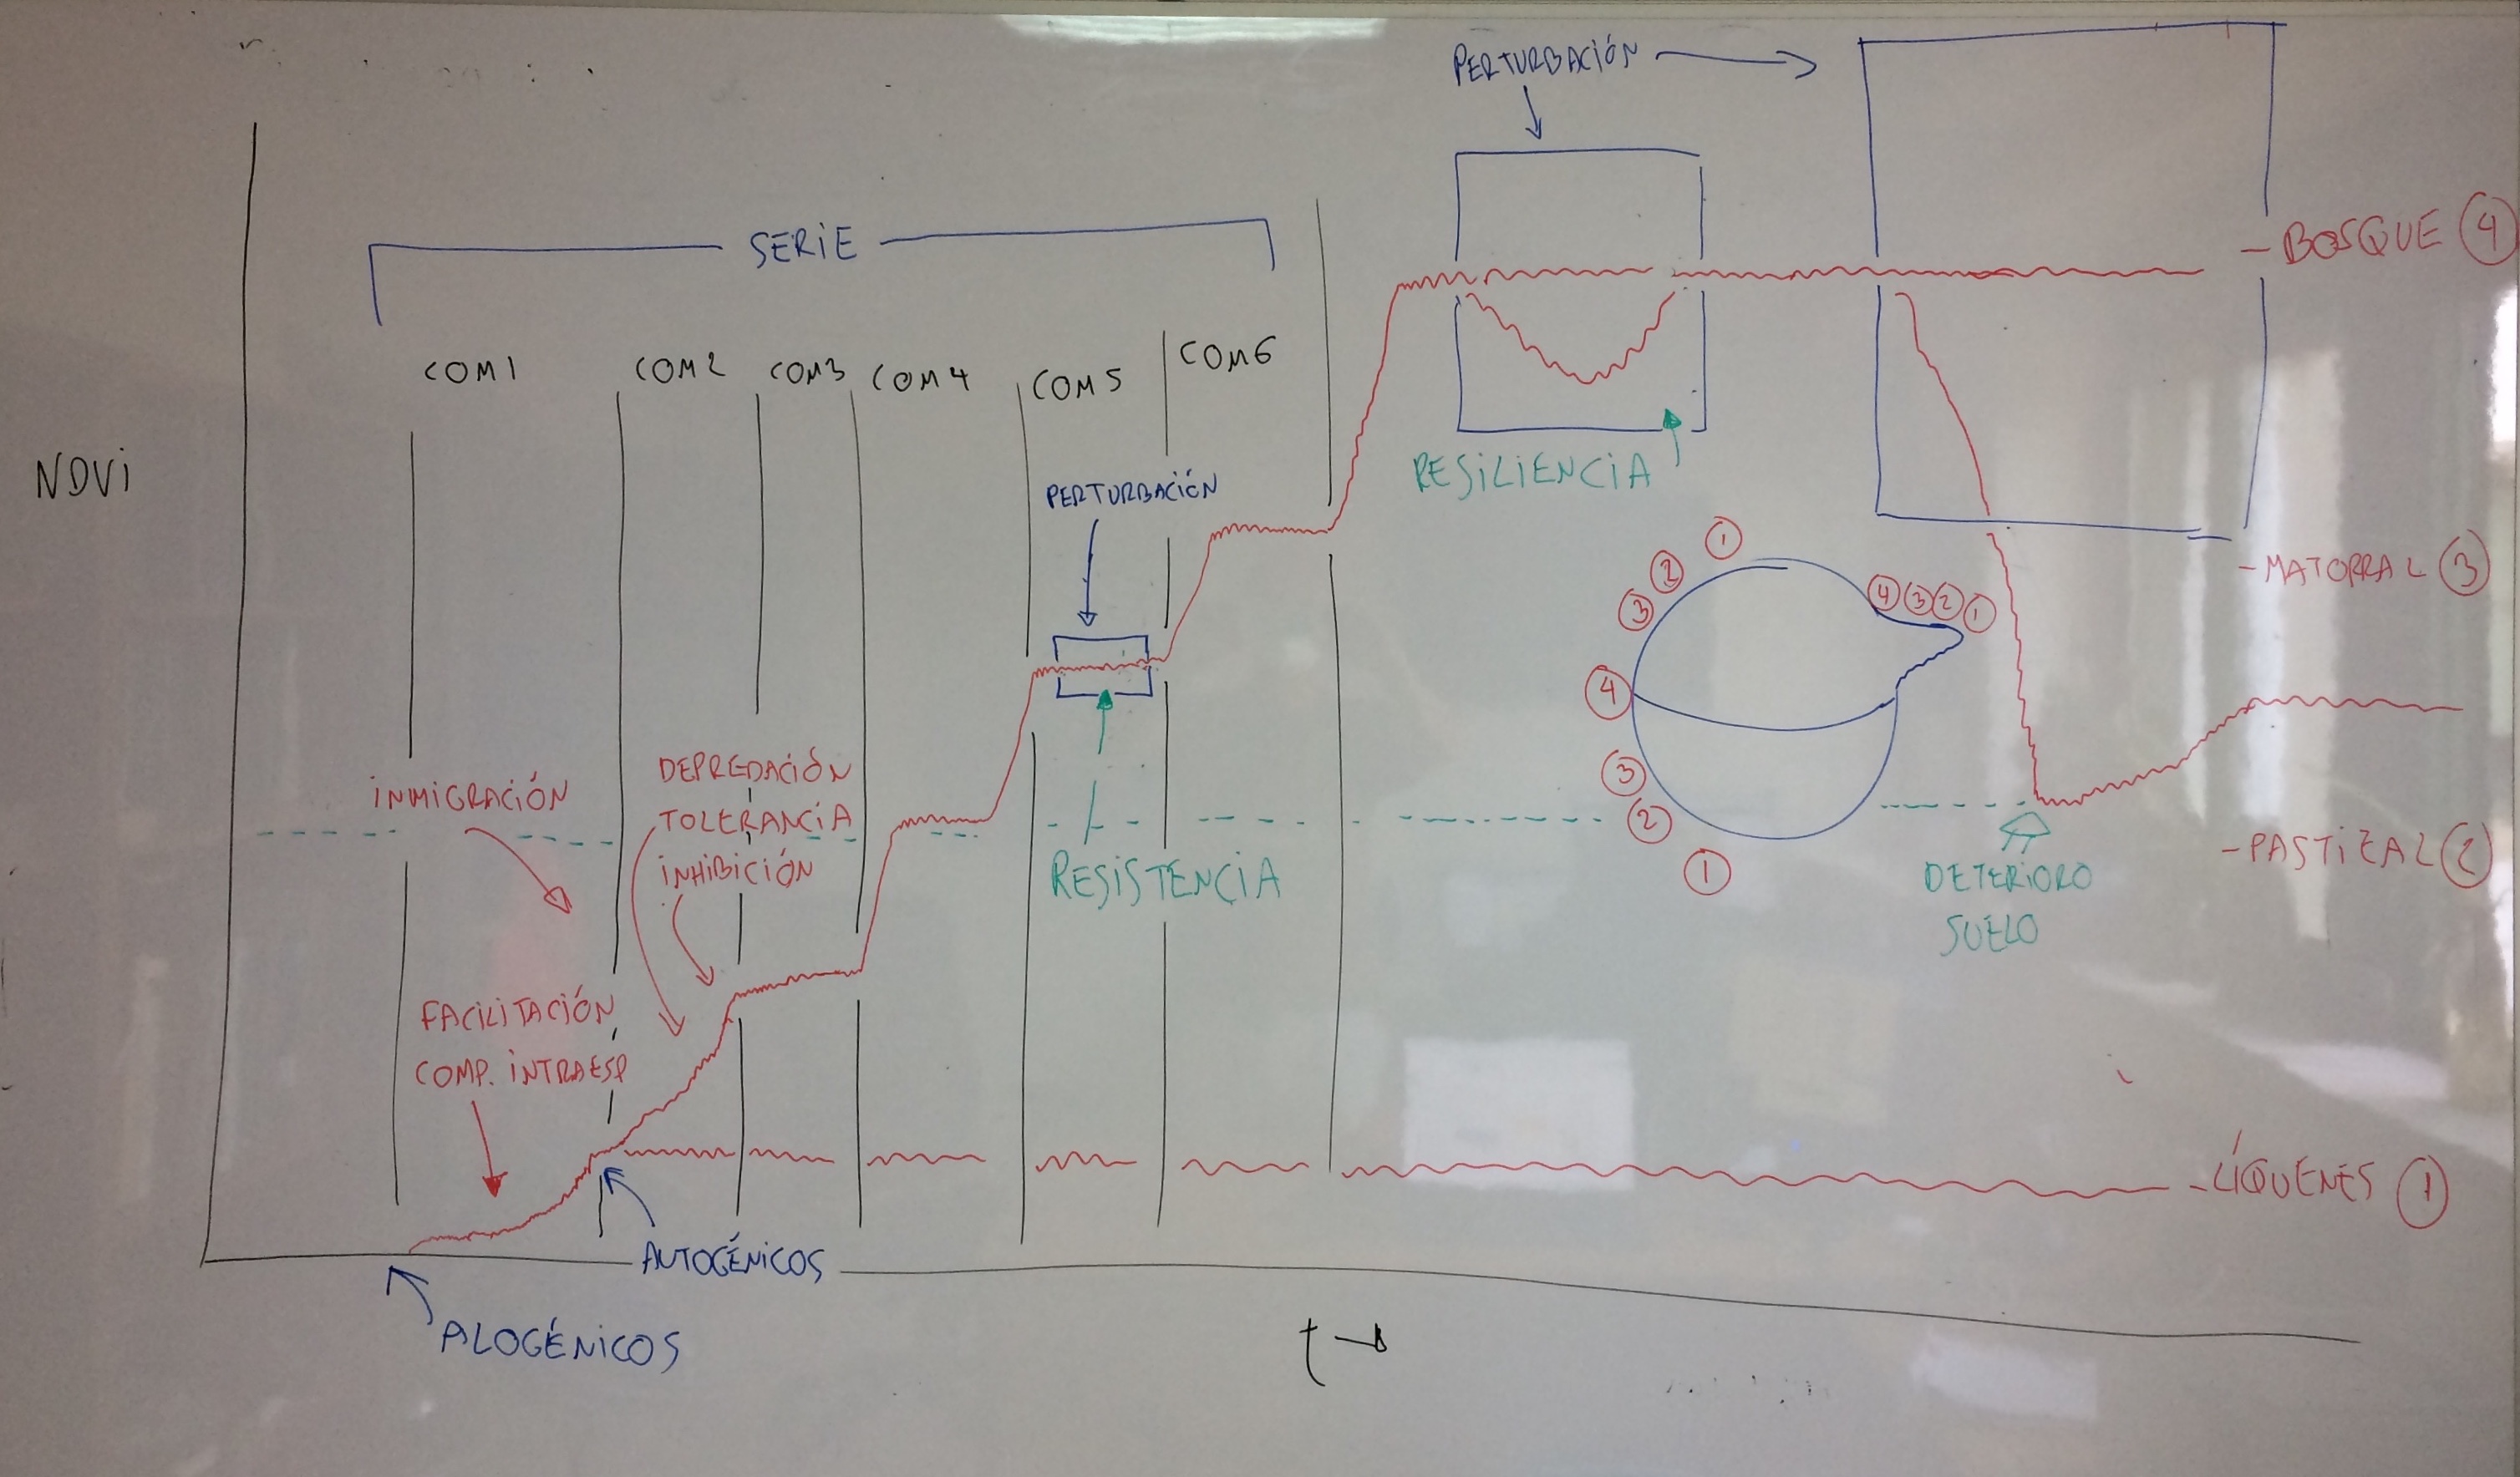 PERTURBACIÓN
SERIE
COM1
COM2
COM3
COM4
COM5
COM6
NDVi
PERTURBACIÓN
RESiLiENCiA
BOSQUE 4
MATORRAL 3
1
2
3
4
3
2
1
4 3 2 1
iNMiGRACiÓN
DEPREDACiÓN
TOLERANCiA
iNHiBiCiÓN
RESiSTENCiA
DETERiORO
SUELO
PASTiZAL 2
FACiLiTACiÓN
COMP. iNTRAESP
LÍQUENES 1
AUTOGÉNiCOS
ALOGÉNiCOS
t →